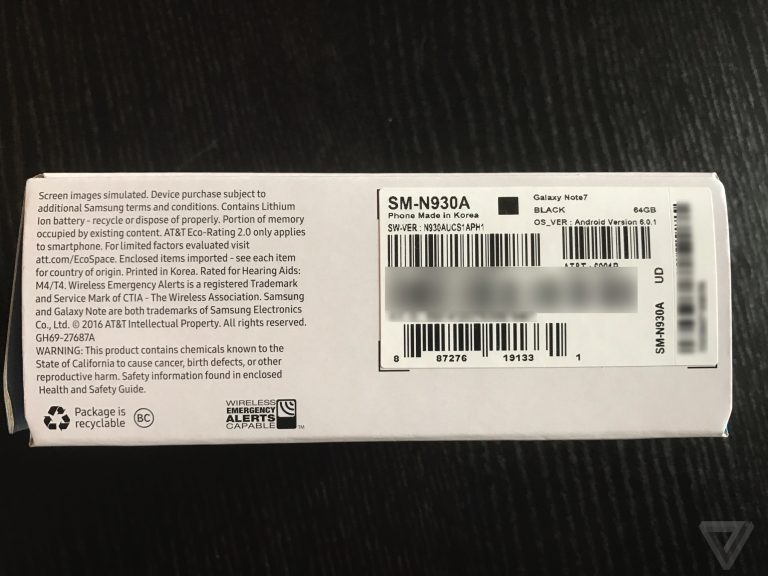 Screen images simulated. Device purchase subject to
additional Samsung terms and conditions. Contains Lithium
Ion battery - recycle or dispose of properly. Portion of memory
occupied by existing content. AT&T Eco-Rating 2.0 only applies
to smartphone. For limited factors evaluated visit
att.com/EcoSpace. Enclosed items imported - see each item
for country of origin. Printed in Korea. Rated for Hearing Aids:
M4/T4. Wireless Emergency Alerts is a registered Trademark
and Service Mark of CTIA - The Wireless Association. Samsung
and Galaxy Note are both trademarks of Samsung Electronics
Co., Ltd. © 2016 AT&T Intellectual Property. All rights reserved.
GH69-27687A
WARNING: This product contains chemicals known to the
State of California to cause cancer, birth defects, or other
reproductive harm. Safety information found in enclosed
Health and Safety Guide.
Package is
recyclable
BC
WIRELESS
EMERGENCY
ALERTS
CAPABLE TM
SM-N930A
Phone Made in Korea
Galaxy Note7
BLACK 64GB
SW-VER : N930AUCS1APH1
OS_VER : Android Version 6.0.1
8 87276 19133 1
SM-N930A UD